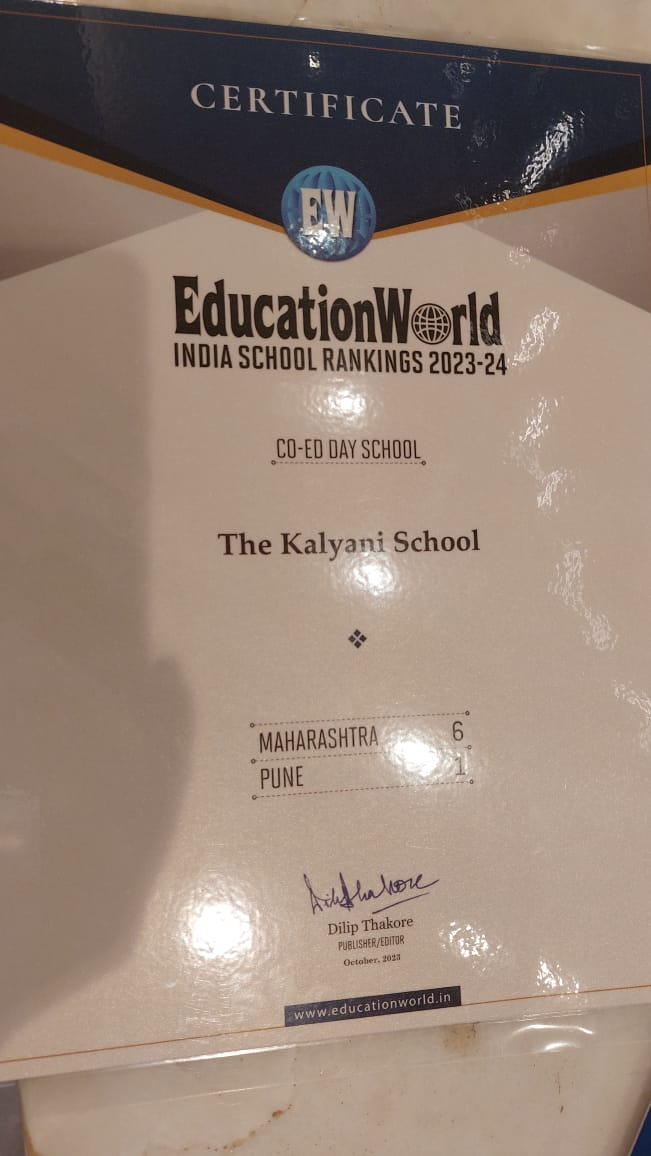 CERTIFICATE
EW
EducationWorld
INDIA SCHOOL RANKINGS 2023-24
CO-ED DAY SCHOOL
The Kalyani School
MAHARASHTRA 6
PUNE 1
DilipThakore
Dilip Thakore
PUBLISHER/EDITOR
October, 2023
www.educationworld.in